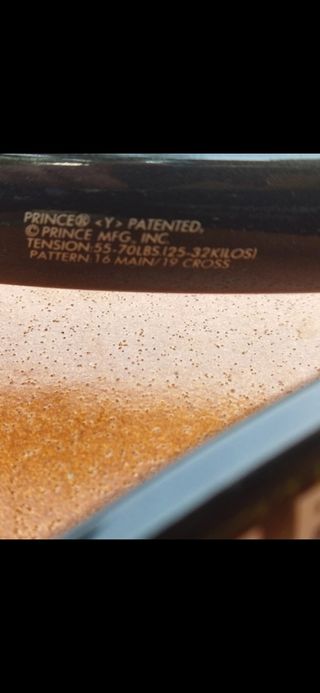 PRINCE® <Y> PATENTED.
© PRINCE MFG., INC.
TENSION:55-70LBS.(25-32KILOS)
PATTERN:16 MAIN/19 CROSS